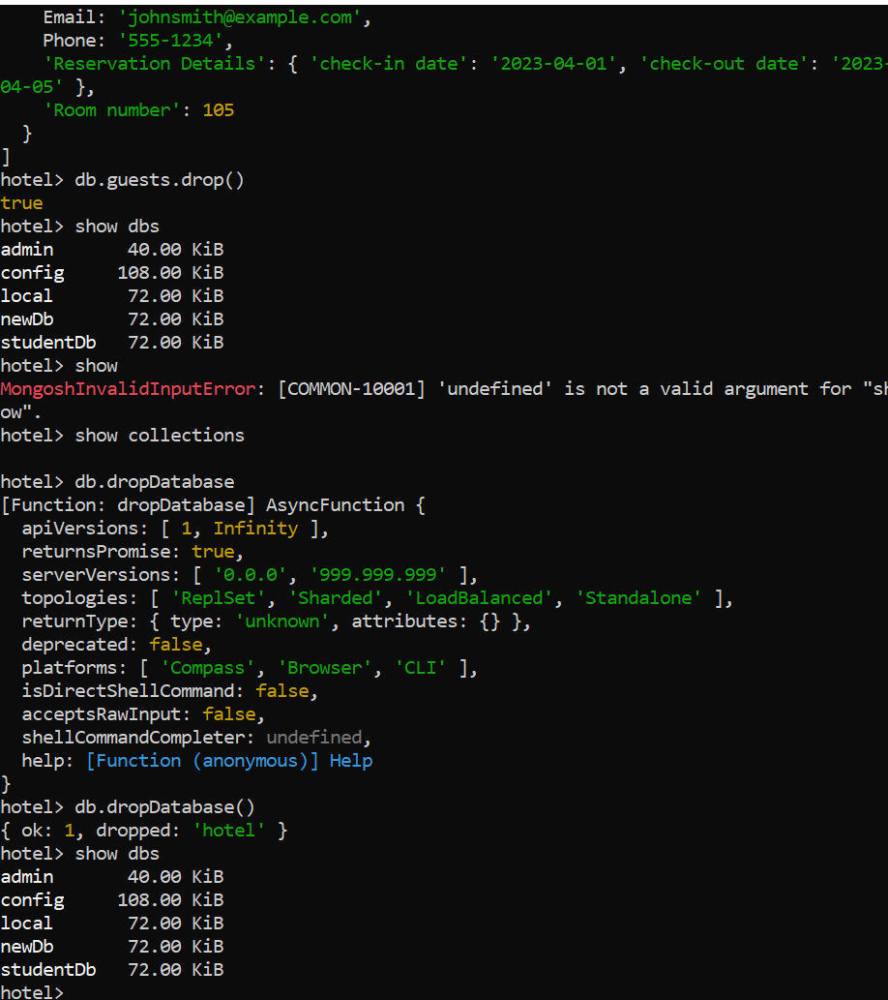 Email: 'johnsmith@example.com',
    Phone: '555-1234',
    'Reservation Details': { 'check-in date': '2023-04-01', 'check-out date': '2023-
04-05' },
    'Room number': 105
  }
]
hotel> db.guests.drop()
true
hotel> show dbs
admin       40.00 KiB
config     108.00 KiB
local       72.00 KiB
newDb       72.00 KiB
studentDb   72.00 KiB
hotel> show
MongoshInvalidInputError: [COMMON-10001] 'undefined' is not a valid argument for "sh
ow".
hotel> show collections

hotel> db.dropDatabase
[Function: dropDatabase] AsyncFunction {
  apiVersions: [ 1, Infinity ],
  returnsPromise: true,
  serverVersions: [ '0.0.0', '999.999.999' ],
  topologies: [ 'ReplSet', 'Sharded', 'LoadBalanced', 'Standalone' ],
  returnType: { type: 'unknown', attributes: {} },
  deprecated: false,
  platforms: [ 'Compass', 'Browser', 'CLI' ],
  isDirectShellCommand: false,
  acceptsRawInput: false,
  shellCommandCompleter: undefined,
  help: [Function (anonymous)] Help
}
hotel> db.dropDatabase()
{ ok: 1, dropped: 'hotel' }
hotel> show dbs
admin       40.00 KiB
config     108.00 KiB
local       72.00 KiB
newDb       72.00 KiB
studentDb   72.00 KiB
hotel>